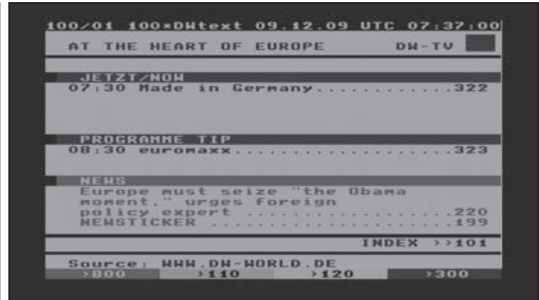 100/01 100×DWtext 09.12.09 UTC 07:37:00
AT THE HEART OF EUROPE DW-TV
JETZT/NOW
07:30 Made in Germany............322
PROGRAMME TIP
08:30 euromaxx...................323
NEWS
Europe must seize "the Obama
moment," urges foreign
policy expert ...................220
NEWSTICKER ......................199
INDEX >>101
Source: WWW.DW-WORLD.DE
>800 >110 >120 >300